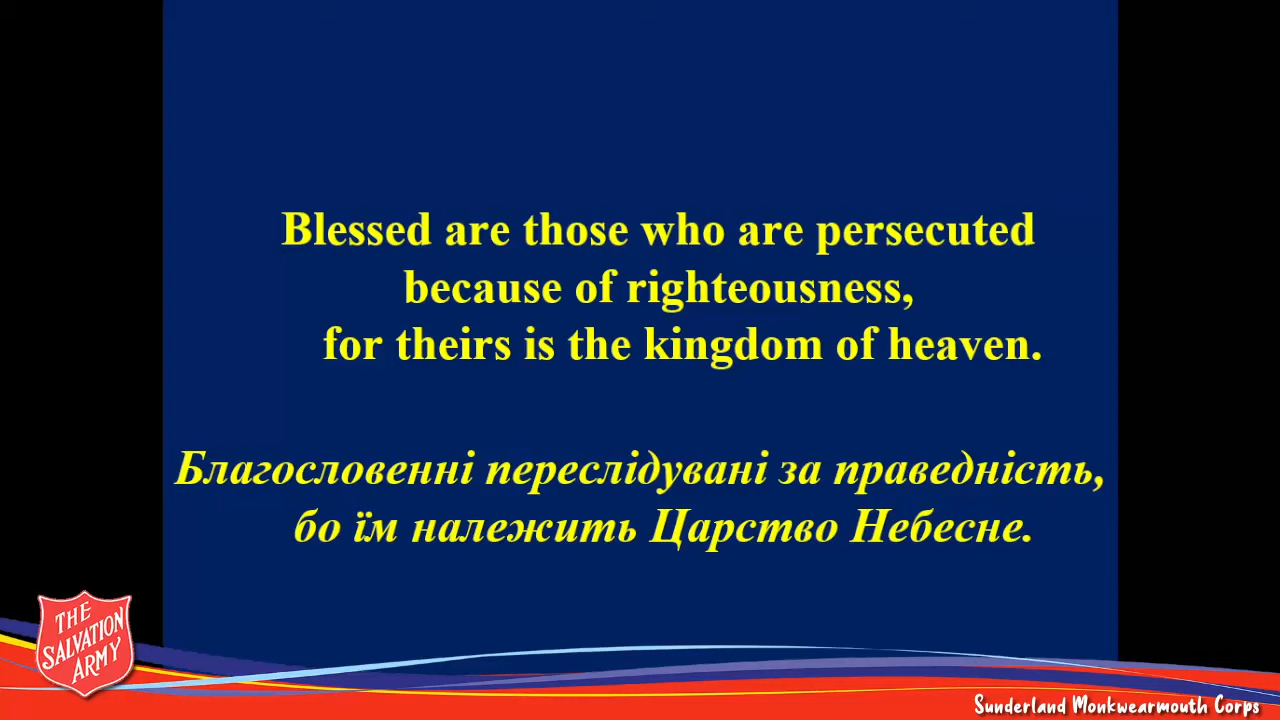 Blessed are those who are persecuted
because of righteousness,
for theirs is the kingdom of heaven.
Благословенні переслідувані за праведність,
бо їм належить Царство Небесне.
THE
SALVATION
ARMY
Sunderland Monkwearmouth Corps